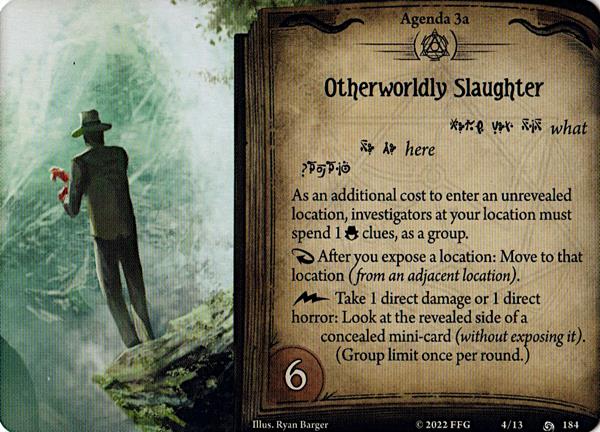 Agenda 3a
Otherworldly Slaughter
what
here
As an additional cost to enter an unrevealed
location, investigators at your location must
spend 1 clues, as a group.
After you expose a location: Move to that
location (from an adjacent location).
Take 1 direct damage or 1 direct
horror: Look at the revealed side of a
concealed mini-card (without exposing it).
(Group limit once per round.)
6
Illus. Ryan Barger
© 2022 FFG
4/13
184